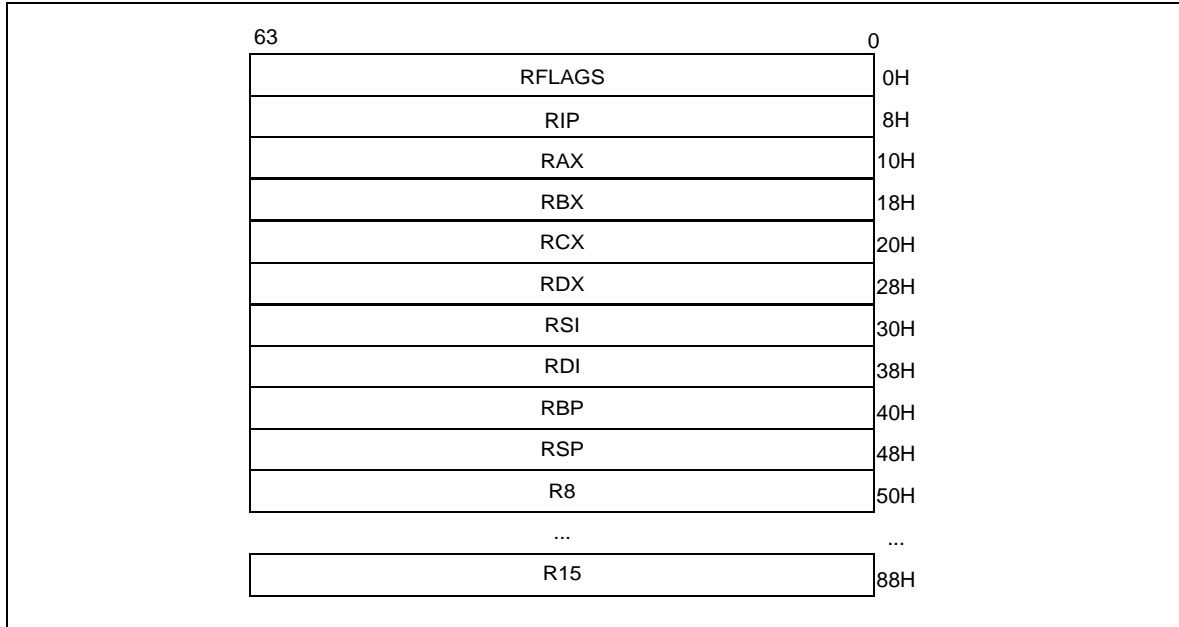 63 0
RFLAGS 0H
RIP 8H
RAX 10H
RBX 18H
RCX 20H
RDX 28H
RSI 30H
RDI 38H
RBP 40H
RSP 48H
R8 50H
... ...
R15 88H